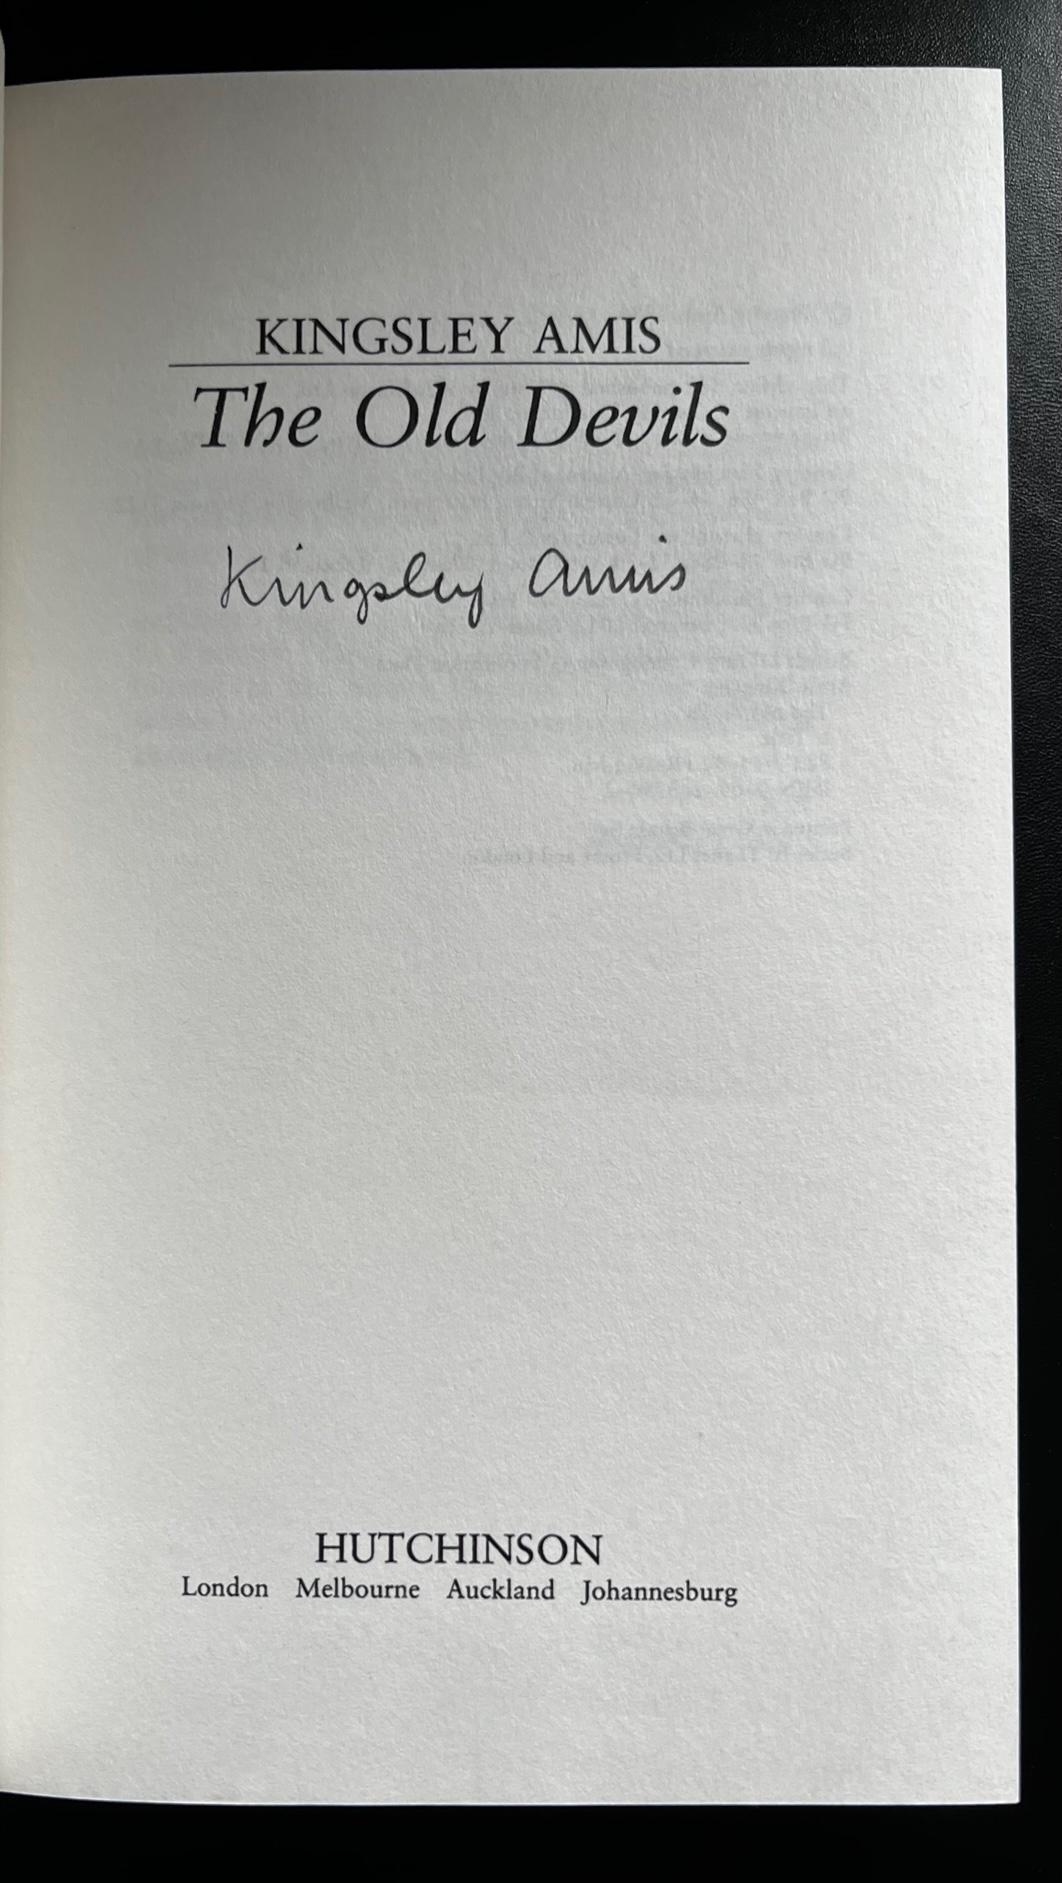 KINGSLEY AMIS
The Old Devils
Kingsley Amis
HUTCHINSON
London Melbourne Auckland Johannesburg